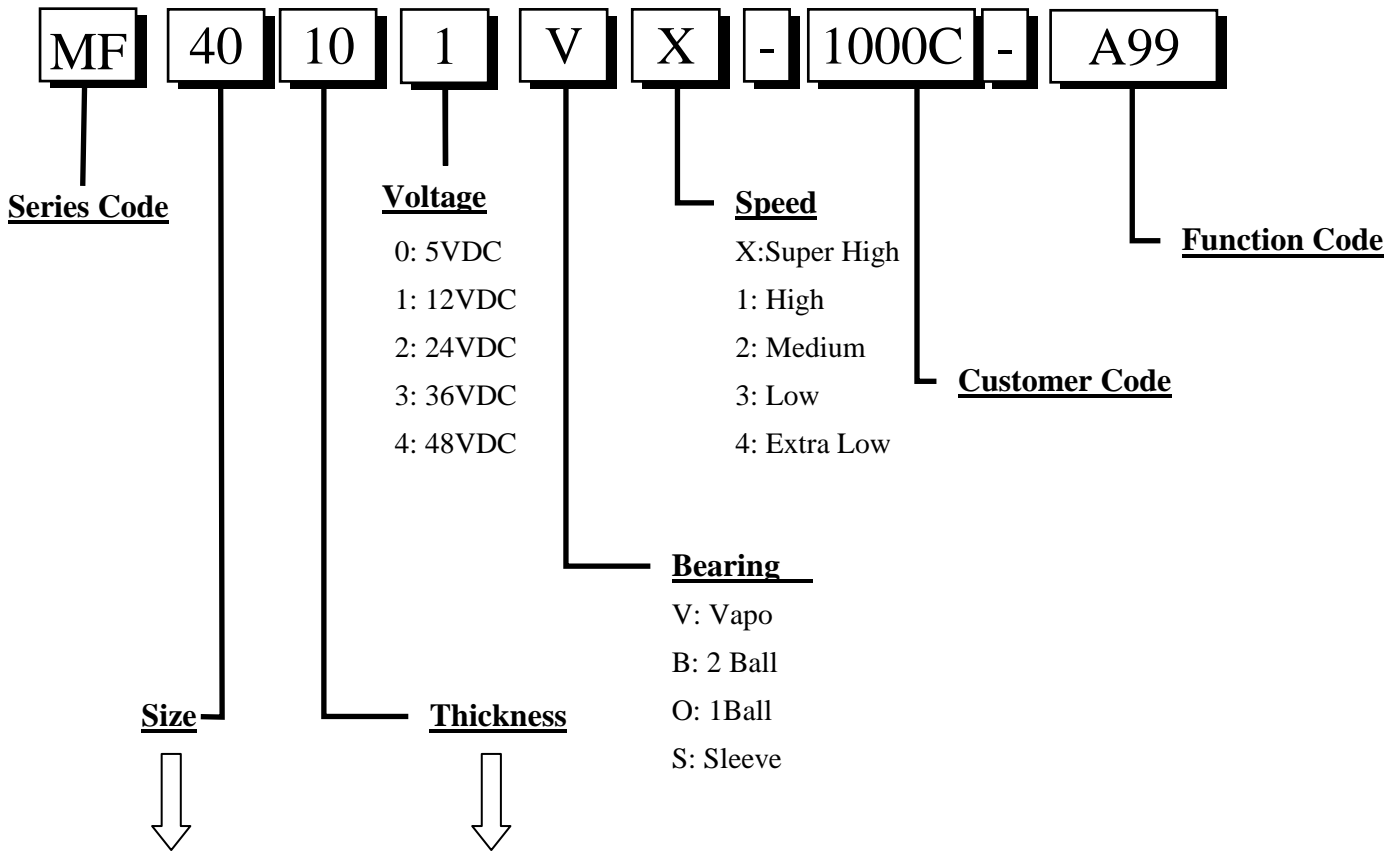 MF 40 10 1 V X - 1000C - A99
Series Code
Voltage
0: 5VDC
1: 12VDC
2: 24VDC
3: 36VDC
4: 48VDC
Speed
X:Super High
1: High
2: Medium
3: Low
4: Extra Low
Function Code
Customer Code
Bearing
V: Vapo
B: 2 Ball
O: 1Ball
S: Sleeve
Size
Thickness